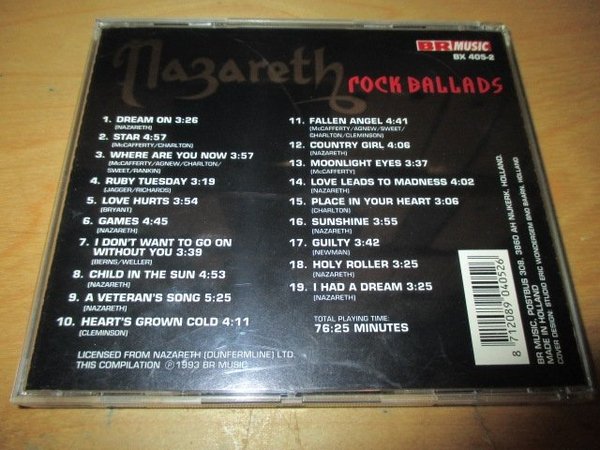 Nazareth
ROCK BALLADS
BR MUSIC
BX 405-2
1. DREAM ON 3:26
(NAZARETH)
2. STAR 4:57
(McCAFFERTY/CHARLTON)
3. WHERE ARE YOU NOW 3:57
(McCAFFERTY/AGNEW/CHARLTON/
SWEET/RANKIN)
4. RUBY TUESDAY 3:19
(JAGGER/RICHARDS)
5. LOVE HURTS 3:54
(BRYANT)
6. GAMES 4:45
(NAZARETH)
7. I DON'T WANT TO GO ON
WITHOUT YOU 3:39
(BERNS/WELLER)
8. CHILD IN THE SUN 4:53
(NAZARETH)
9. A VETERAN'S SONG 5:25
(NAZARETH)
10. HEART'S GROWN COLD 4:11
(CLEMINSON)
11. FALLEN ANGEL 4:41
(McCAFFERTY/AGNEW/SWEET/
CHARLTON/CLEMINSON)
12. COUNTRY GIRL 4:06
(NAZARETH)
13. MOONLIGHT EYES 3:37
(McCAFFERTY)
14. LOVE LEADS TO MADNESS 4:02
(NAZARETH)
15. PLACE IN YOUR HEART 3:06
(CHARLTON)
16. SUNSHINE 3:55
(NAZARETH)
17. GUILTY 3:42
(NEWMAN)
18. HOLY ROLLER 3:25
(NAZARETH)
19. I HAD A DREAM 3:25
(NAZARETH)
TOTAL PLAYING TIME:
76:25 MINUTES
LICENSED FROM NAZARETH (DUNFERMLINE) LTD.
THIS COMPILATION ℗ 1993 BR MUSIC
8 712089 040526
BR MUSIC, POSTBUS 308, 3860 AH NIJKERK, HOLLAND.
MADE IN HOLLAND
COVER DESIGN: STUDIO ERIC WONDERGEM BNO BAARN, HOLLAND